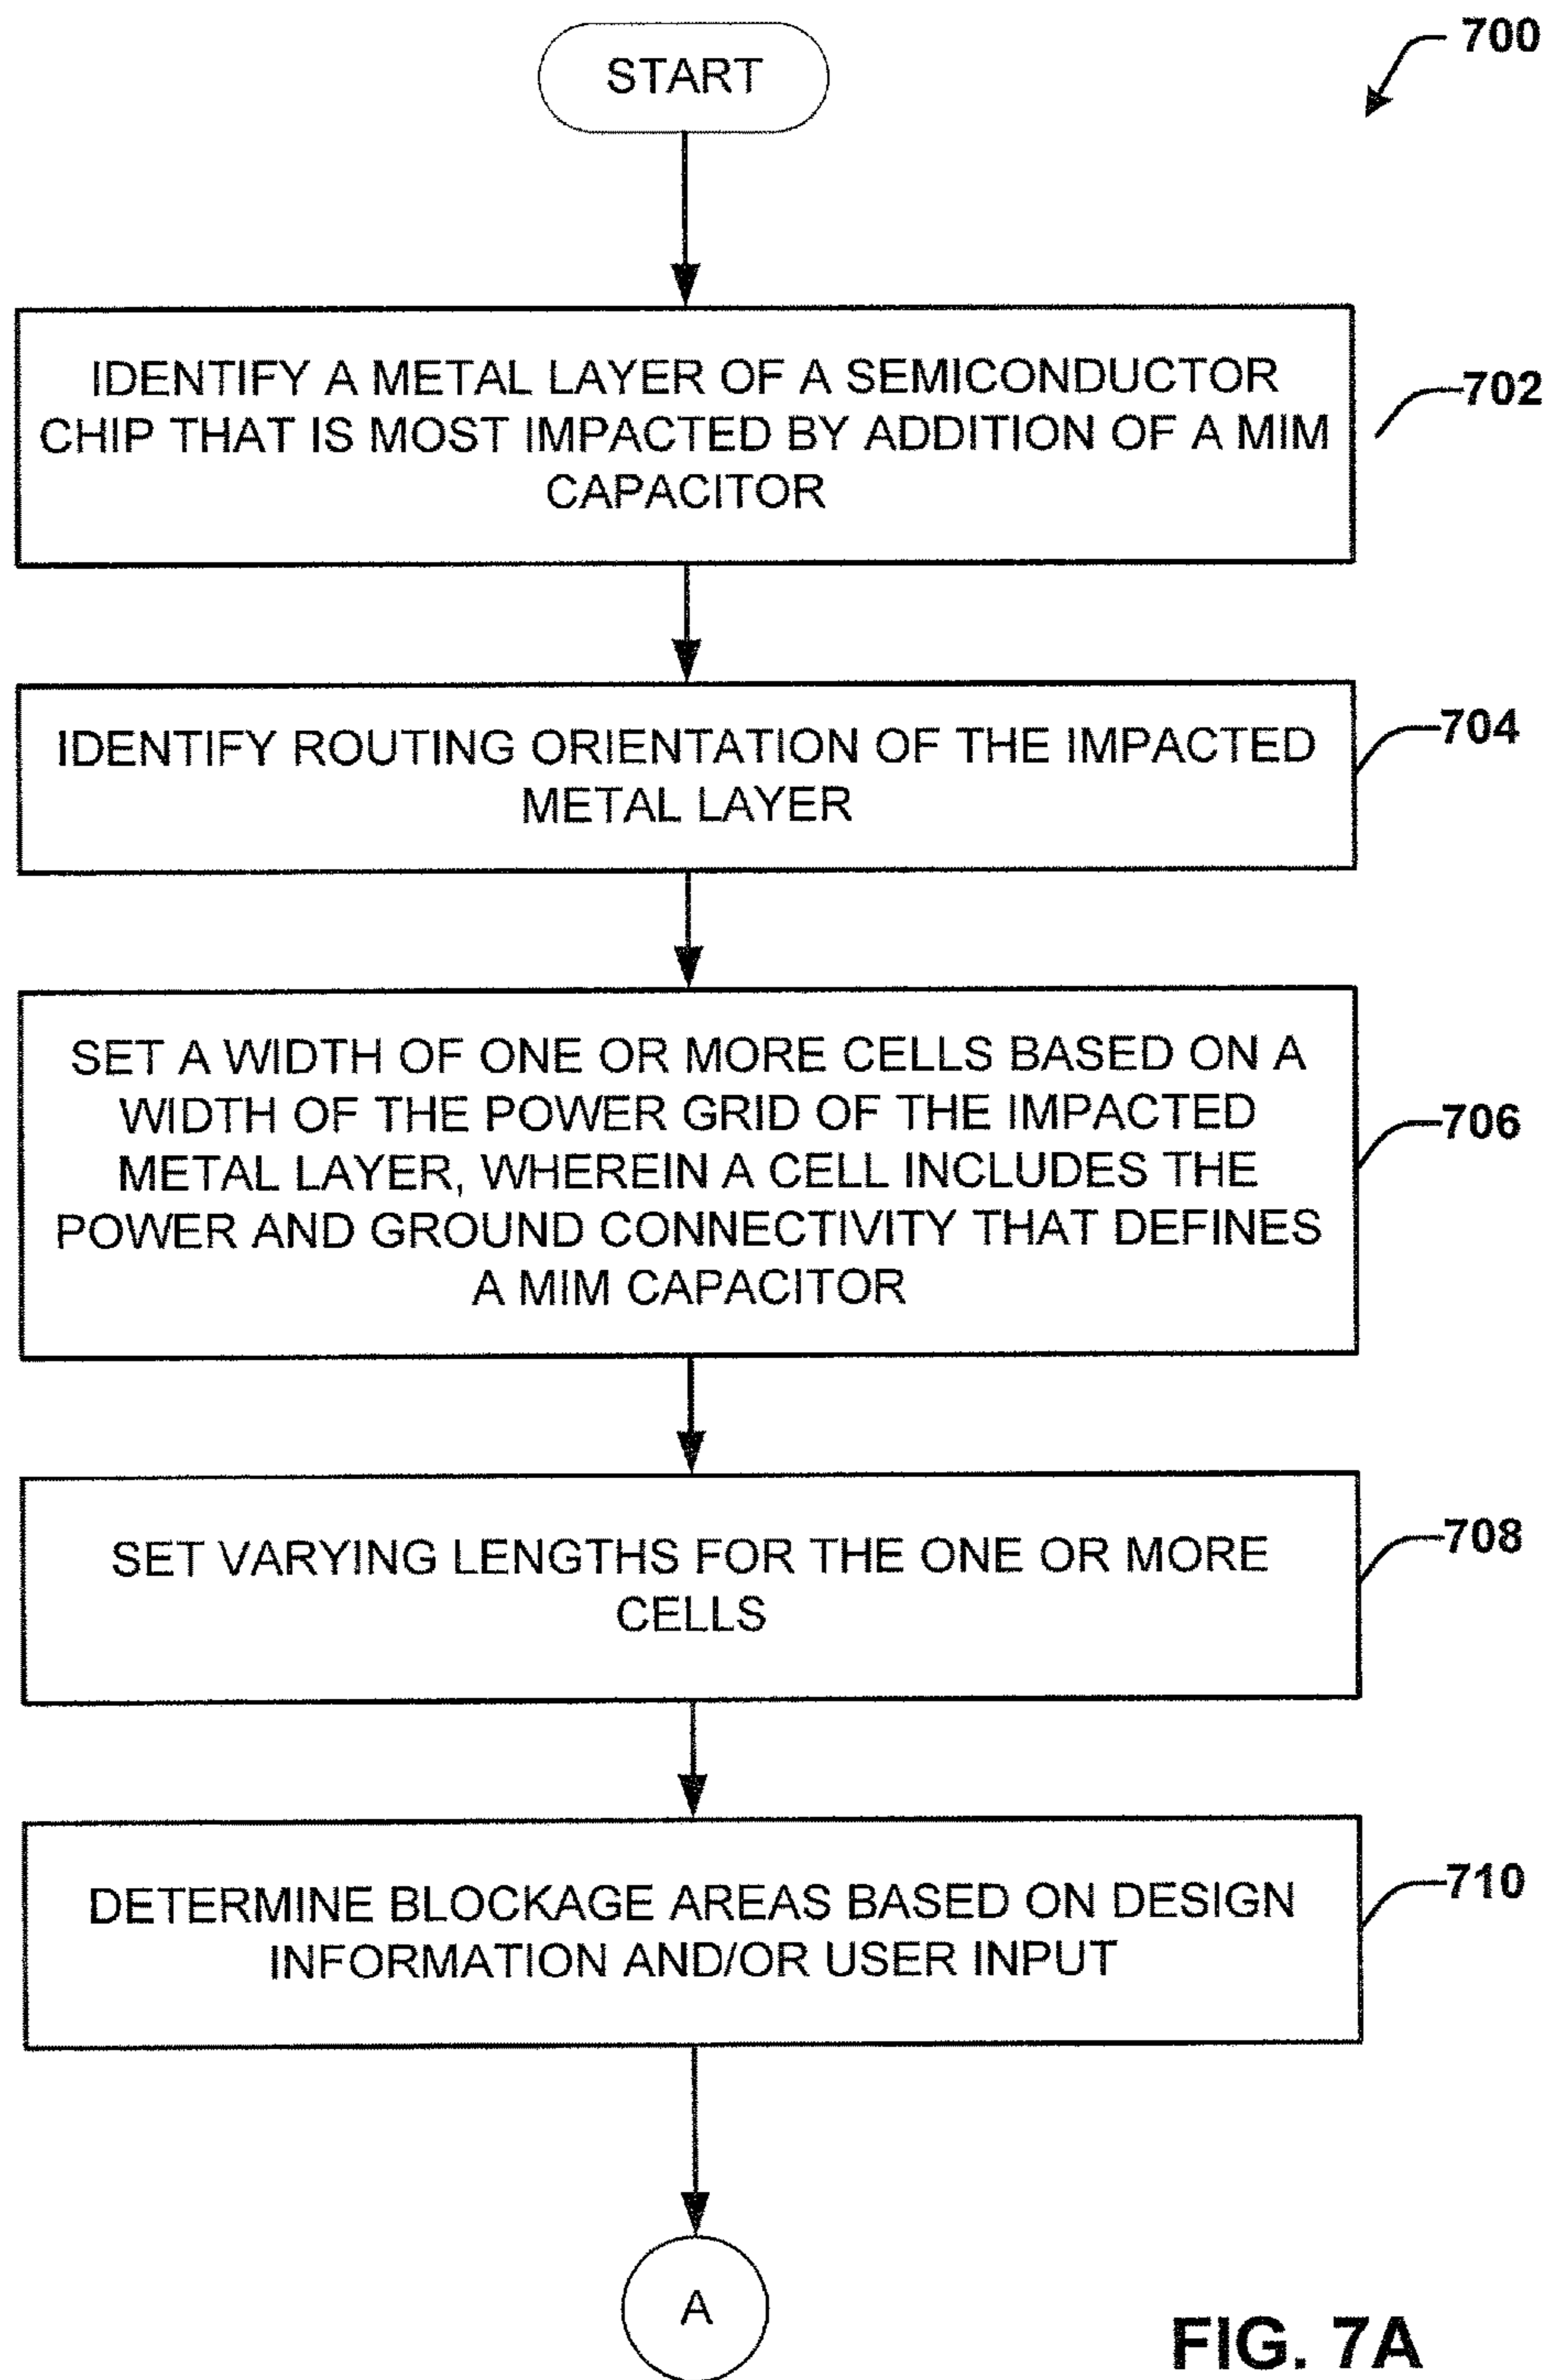 700
START
IDENTIFY A METAL LAYER OF A SEMICONDUCTOR
CHIP THAT IS MOST IMPACTED BY ADDITION OF A MIM
CAPACITOR
702
IDENTIFY ROUTING ORIENTATION OF THE IMPACTED
METAL LAYER
704
SET A WIDTH OF ONE OR MORE CELLS BASED ON A
WIDTH OF THE POWER GRID OF THE IMPACTED
METAL LAYER, WHEREIN A CELL INCLUDES THE
POWER AND GROUND CONNECTIVITY THAT DEFINES
A MIM CAPACITOR
706
SET VARYING LENGTHS FOR THE ONE OR MORE
CELLS
708
DETERMINE BLOCKAGE AREAS BASED ON DESIGN
INFORMATION AND/OR USER INPUT
710
A
FIG. 7A